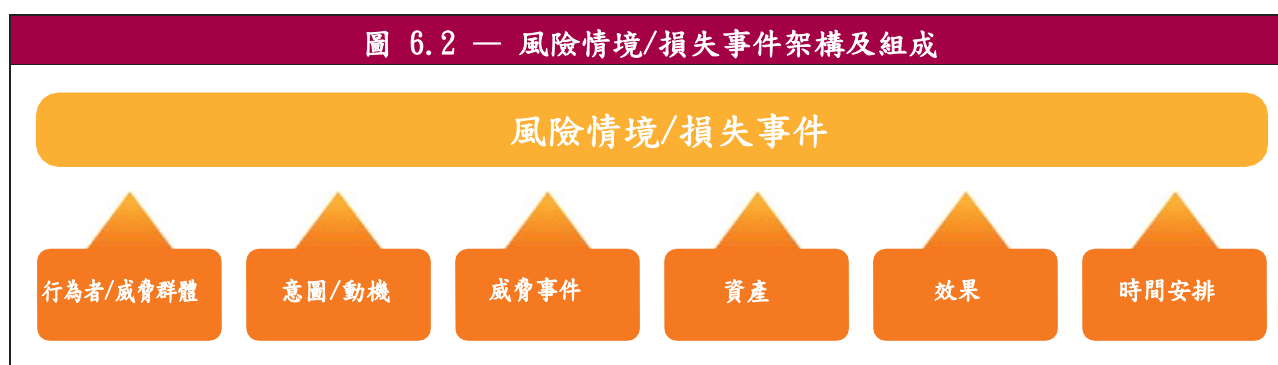 圖 6.2 — 風險情境/損失事件架構及組成
風險情境/損失事件
行為者/威脅群體
意圖/動機
威脅事件
資產
效果
時間安排